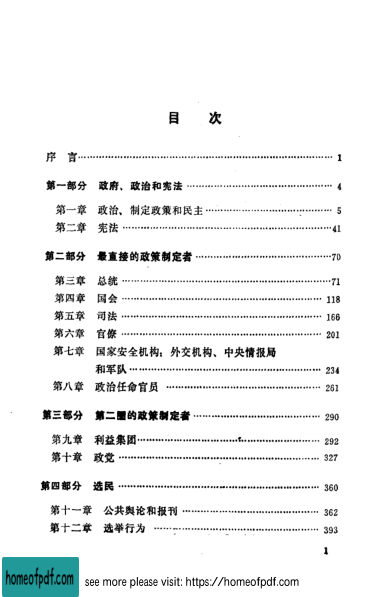 目 次
序 言……………………………………………… 1
第一部分 政府、政治和宪法……………………………… 4
第一章 政治、制定政策和民主……………………… 5
第二章 宪法………………………………………41
第二部分 最直接的政策制定者………………………70
第三章 总统………………………………………71
第四章 国会……………………………………… 118
第五章 司法……………………………………… 166
第六章 官僚……………………………………… 201
第七章 国家安全机构：外交机构、中央情报局
和军队……………………………………… 234
第八章 政治任命官员……………………………… 261
第三部分 第二圈的政策制定者……………………… 290
第九章 利益集团…………………………………… 292
第十章 政党……………………………………… 327
第四部分 选民……………………………………… 360
第十一章 公共舆论和报刊………………………… 362
第十二章 选举行为………………………………… 393
1
homeofpdf.com see more please visit: https://homeofpdf.com